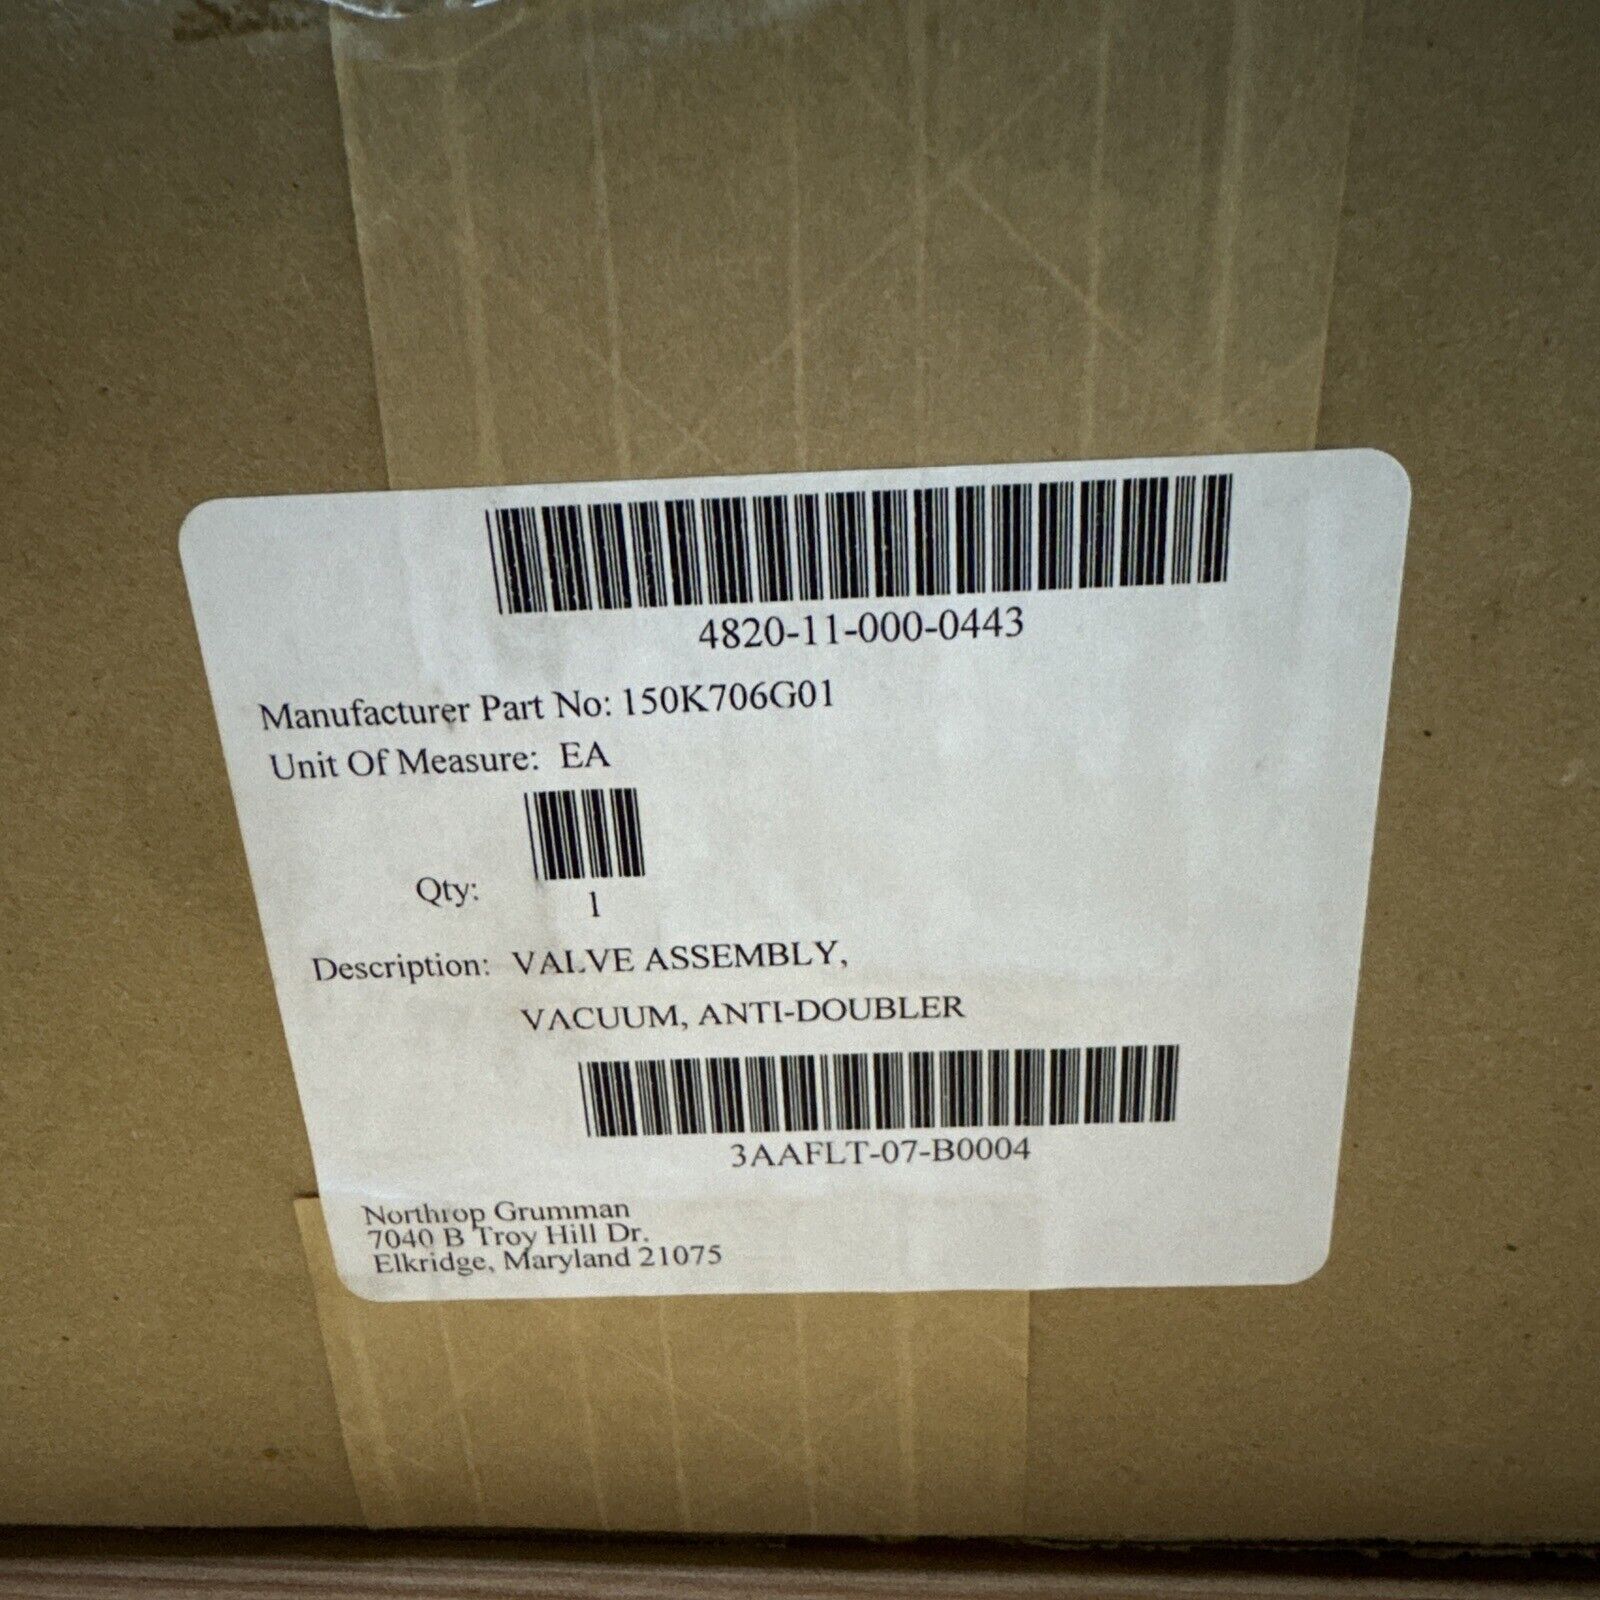 4820-11-000-0443
Manufacturer Part No: 150K706G01
Unit Of Measure: EA
Qty:
1
Description: VALVE ASSEMBLY,
VACUUM, ANTI-DOUBLER
3AAFLT-07-B0004
Northrop Grumman
7040 B Troy Hill Dr.
Elkridge, Maryland 21075